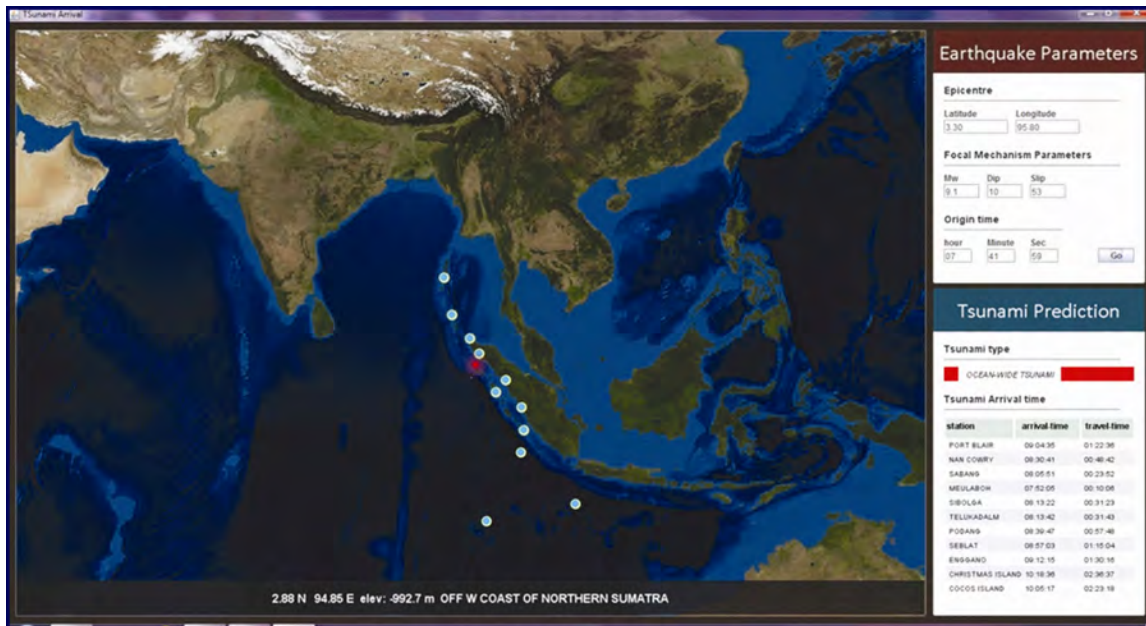 TSunami Arrival
Earthquake Parameters
Epicentre
Latitude Longitude
3.30 95.80
Focal Mechanism Parameters
Mw Dip Slip
9.1 10 53
Origin time
hour Minute Sec
07 41 59 Go
Tsunami Prediction
Tsunami type
OCEAN-WIDE TSUNAMI
Tsunami Arrival time
station arrival-time travel-time
PORT BLAIR 09:04:35 01:22:36
NAN COWRY 08:30:41 00:48:42
SABANG 08:05:51 00:23:52
MEULABOH 07:52:05 00:10:06
SIBOLGA 08:13:22 00:31:23
TELUKADALM 08:13:42 00:31:43
PODANG 08:39:47 00:57:48
SEBLAT 08:57:03 01:15:04
ENGGANO 09:12:15 01:30:16
CHRISTMAS ISLAND 10:18:36 02:36:37
COCOS ISLAND 10:05:17 02:23:18
2.88 N 94.85 E elev: -992.7 m OFF W COAST OF NORTHERN SUMATRA